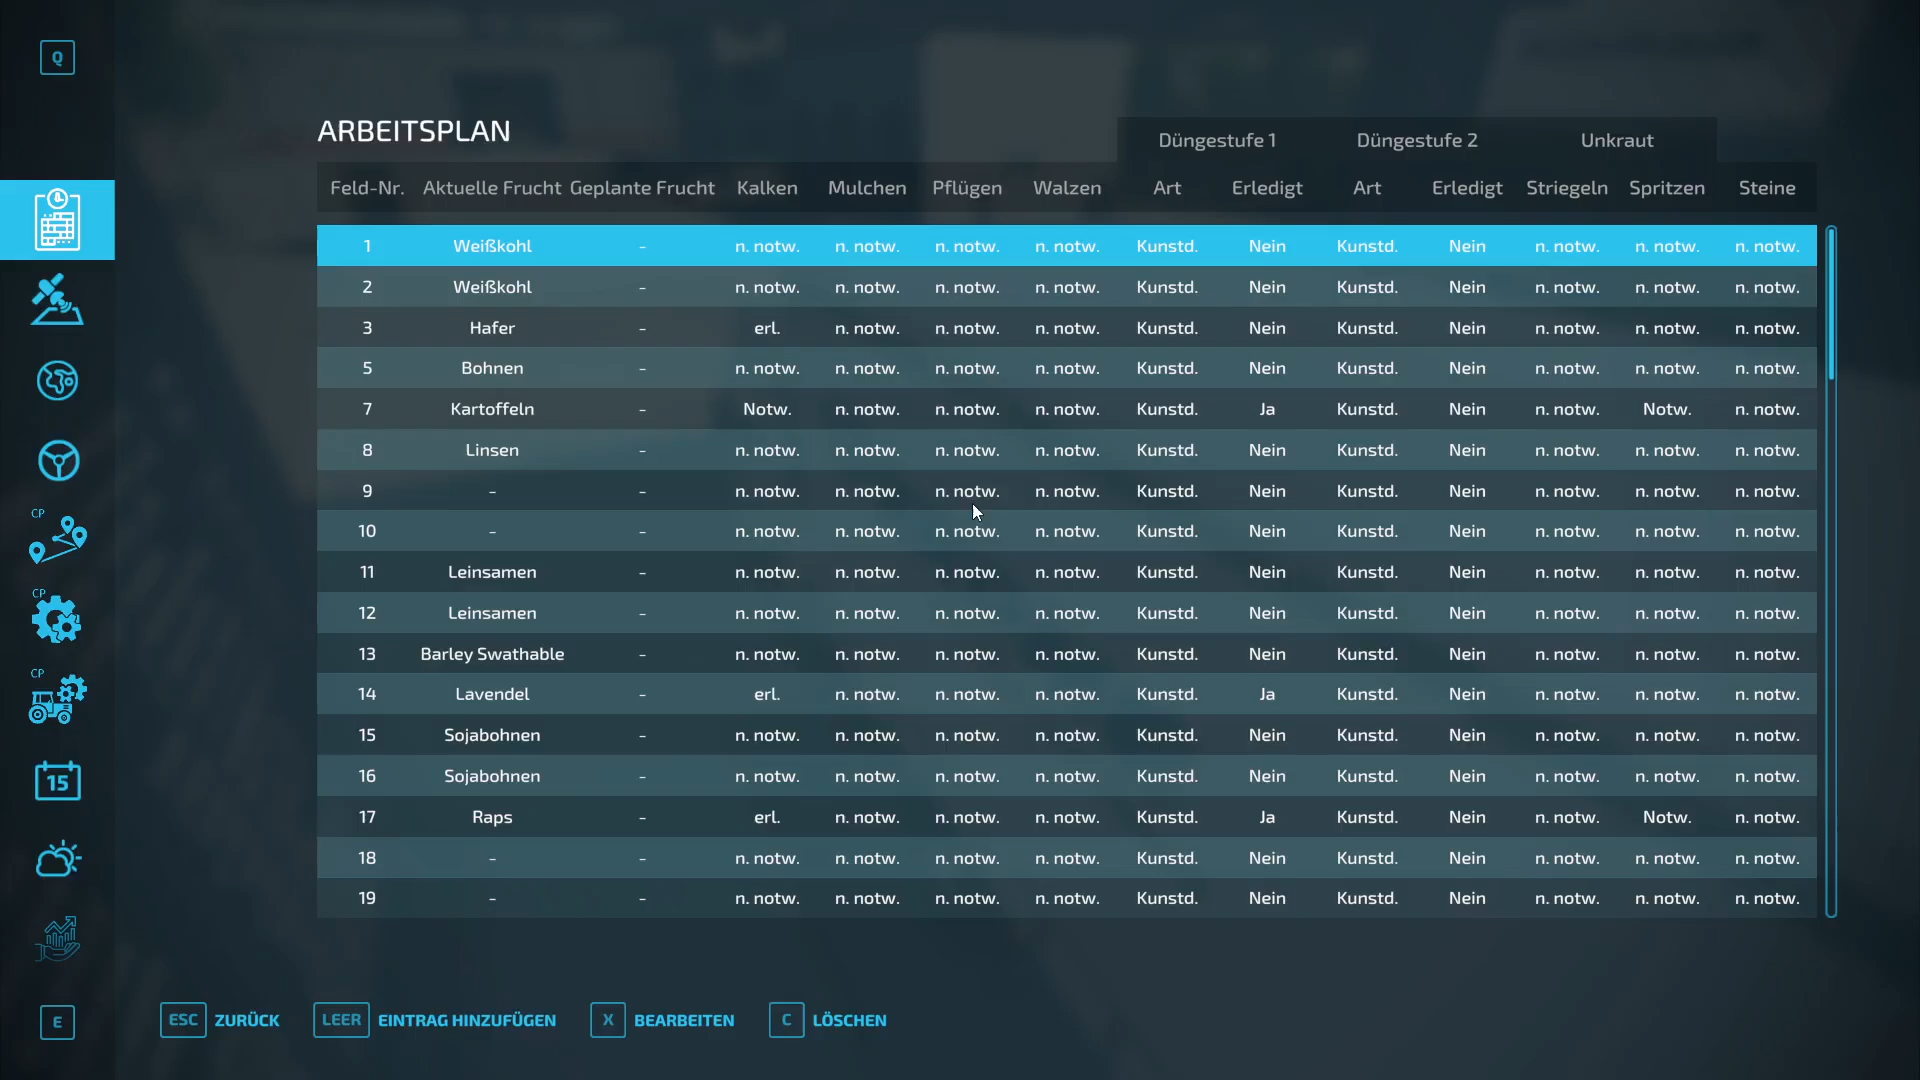 Q
ARBEITSPLAN
Düngestufe 1 Düngestufe 2 Unkraut
Feld-Nr. Aktuelle Frucht Geplante Frucht Kalken Mulchen Pflügen Walzen Art Erledigt Art Erledigt Striegeln Spritzen Steine
1 Weißkohl - n. notw. n. notw. n. notw. n. notw. Kunstd. Nein Kunstd. Nein n. notw. n. notw. n. notw.
2 Weißkohl - n. notw. n. notw. n. notw. n. notw. Kunstd. Nein Kunstd. Nein n. notw. n. notw. n. notw.
3 Hafer - erl. n. notw. n. notw. n. notw. Kunstd. Nein Kunstd. Nein n. notw. n. notw. n. notw.
5 Bohnen - n. notw. n. notw. n. notw. n. notw. Kunstd. Nein Kunstd. Nein n. notw. n. notw. n. notw.
7 Kartoffeln - Notw. n. notw. n. notw. n. notw. Kunstd. Ja Kunstd. Nein n. notw. Notw. n. notw.
8 Linsen - n. notw. n. notw. n. notw. n. notw. Kunstd. Nein Kunstd. Nein n. notw. n. notw. n. notw.
9 - - n. notw. n. notw. n. notw. n. notw. Kunstd. Nein Kunstd. Nein n. notw. n. notw. n. notw.
10 - - n. notw. n. notw. n. notw. n. notw. Kunstd. Nein Kunstd. Nein n. notw. n. notw. n. notw.
11 Leinsamen - n. notw. n. notw. n. notw. n. notw. Kunstd. Nein Kunstd. Nein n. notw. n. notw. n. notw.
12 Leinsamen - n. notw. n. notw. n. notw. n. notw. Kunstd. Nein Kunstd. Nein n. notw. n. notw. n. notw.
13 Barley Swathable - n. notw. n. notw. n. notw. n. notw. Kunstd. Nein Kunstd. Nein n. notw. n. notw. n. notw.
14 Lavendel - erl. n. notw. n. notw. n. notw. Kunstd. Ja Kunstd. Nein n. notw. n. notw. n. notw.
15 Sojabohnen - n. notw. n. notw. n. notw. n. notw. Kunstd. Nein Kunstd. Nein n. notw. n. notw. n. notw.
16 Sojabohnen - n. notw. n. notw. n. notw. n. notw. Kunstd. Nein Kunstd. Nein n. notw. n. notw. n. notw.
17 Raps - erl. n. notw. n. notw. n. notw. Kunstd. Ja Kunstd. Nein n. notw. Notw. n. notw.
18 - - n. notw. n. notw. n. notw. n. notw. Kunstd. Nein Kunstd. Nein n. notw. n. notw. n. notw.
19 - - n. notw. n. notw. n. notw. n. notw. Kunstd. Nein Kunstd. Nein n. notw. n. notw. n. notw.
CP
CP
CP
15
E
ESC ZURÜCK LEER EINTRAG HINZUFÜGEN X BEARBEITEN C LÖSCHEN